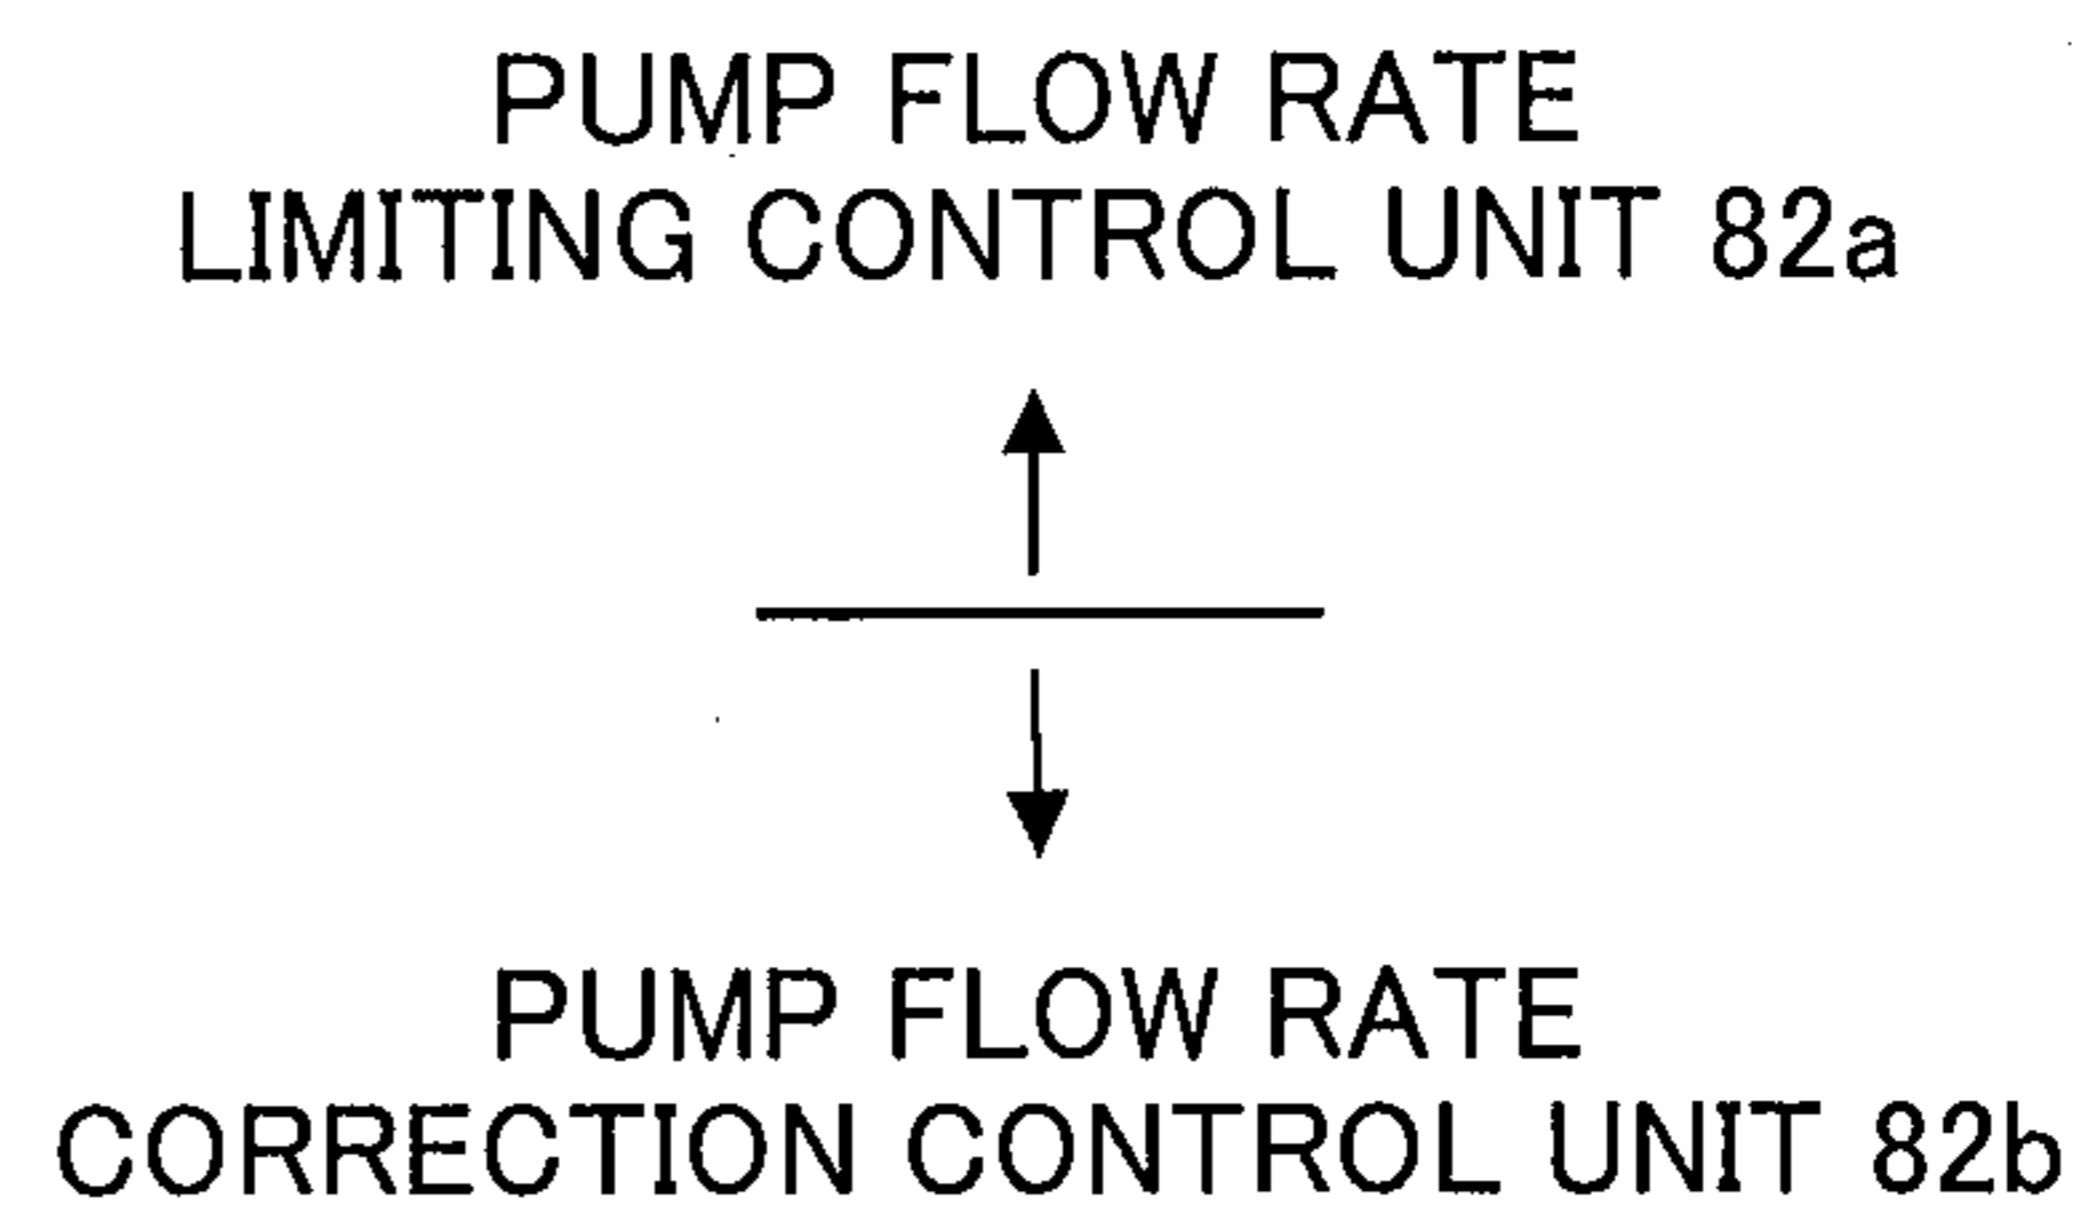 PUMP FLOW RATE
LIMITING CONTROL UNIT 82a
PUMP FLOW RATE
CORRECTION CONTROL UNIT 82b